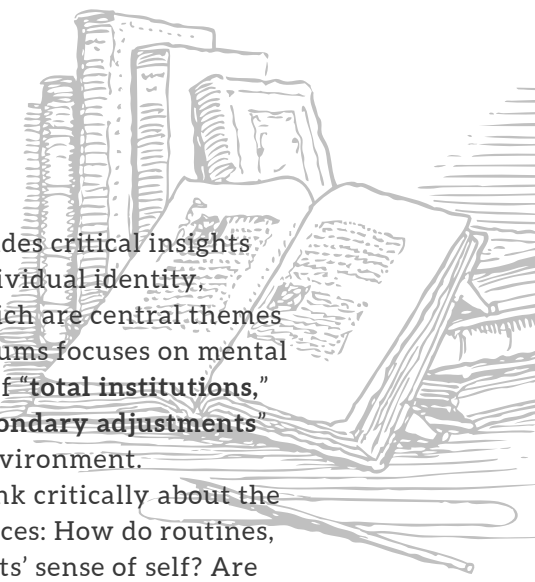 des critical insights
ividual identity,
ich are central themes
ums focuses on mental
f “total institutions,”
ondary adjustments”
vironment.
nk critically about the
ces: How do routines,
ts’ sense of self? Are